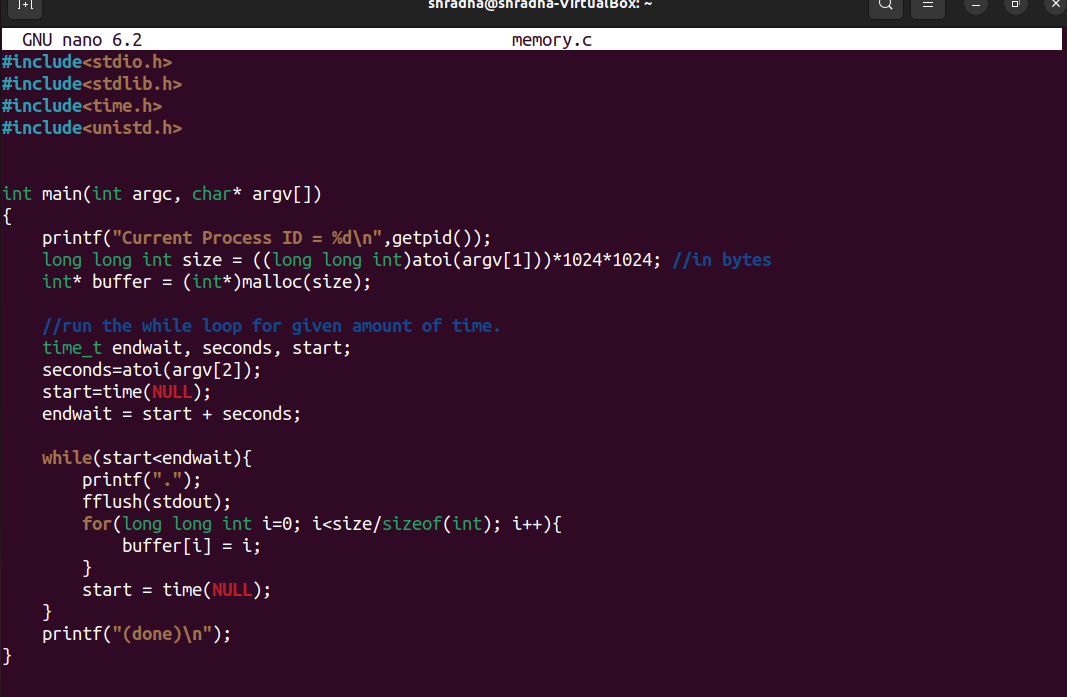 shradha@shradha-VirtualBox: ~
GNU nano 6.2 memory.c
#include<stdio.h>
#include<stdlib.h>
#include<time.h>
#include<unistd.h>
int main(int argc, char* argv[])
{
    printf("Current Process ID = %d\n",getpid());
    long long int size = ((long long int)atoi(argv[1]))*1024*1024; //in bytes
    int* buffer = (int*)malloc(size);
    //run the while loop for given amount of time.
    time_t endwait, seconds, start;
    seconds=atoi(argv[2]);
    start=time(NULL);
    endwait = start + seconds;
    while(start<endwait){
        printf(".");
        fflush(stdout);
        for(long long int i=0; i<size/sizeof(int); i++){
            buffer[i] = i;
        }
        start = time(NULL);
    }
    printf("(done)\n");
}